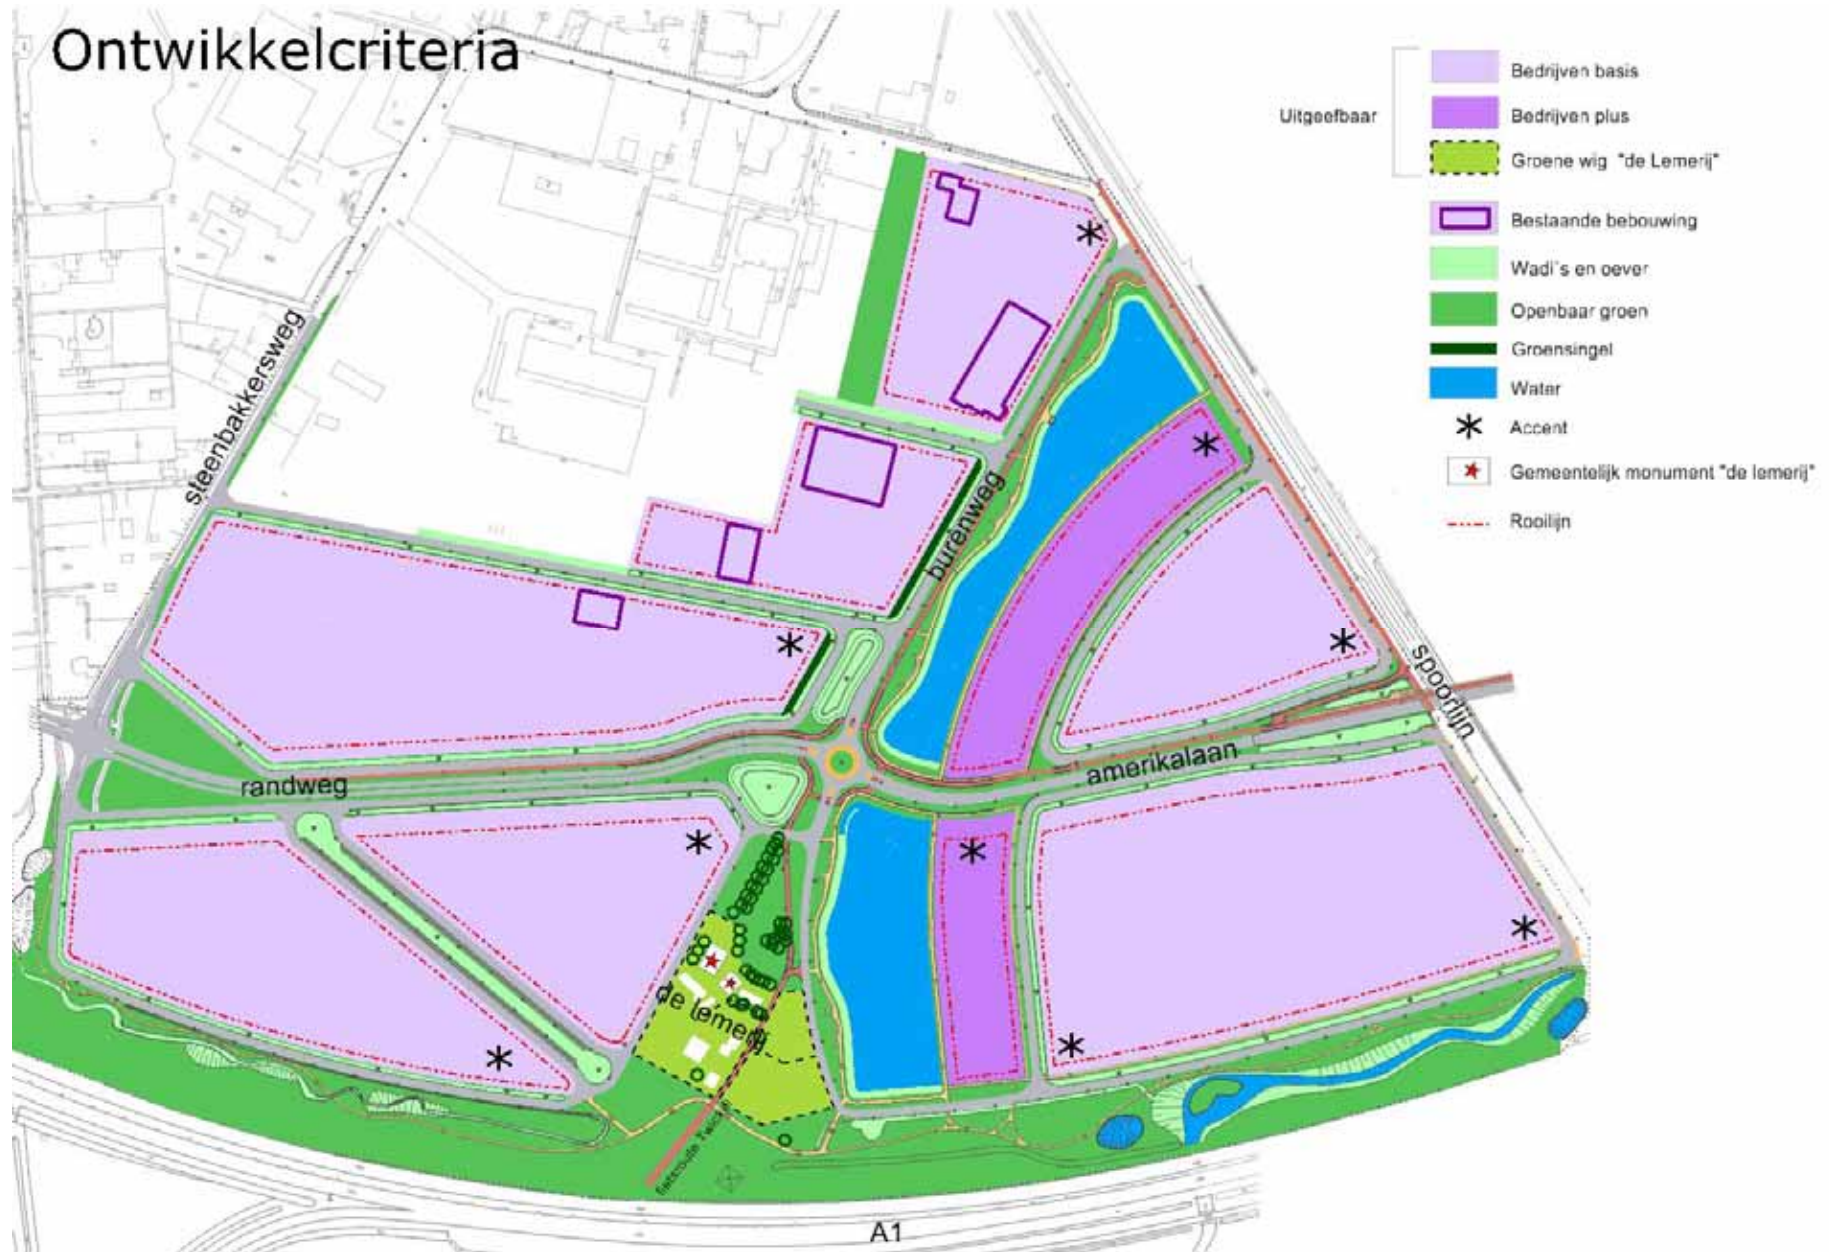 Ontwikkelcriteria
Uitgeefbaar
Bedrijven basis
Bedrijven plus
Groene wig "de Lemerij"
Bestaande bebouwing
Wadi's en oever
Openbaar groen
Groensingel
Water
Accent
Gemeentelijk monument "de lemerij"
Rooilijn
steenbakkersweg
burenweg
spoorlijn
amerikalaan
randweg
de lemerij
fietsroute
A1